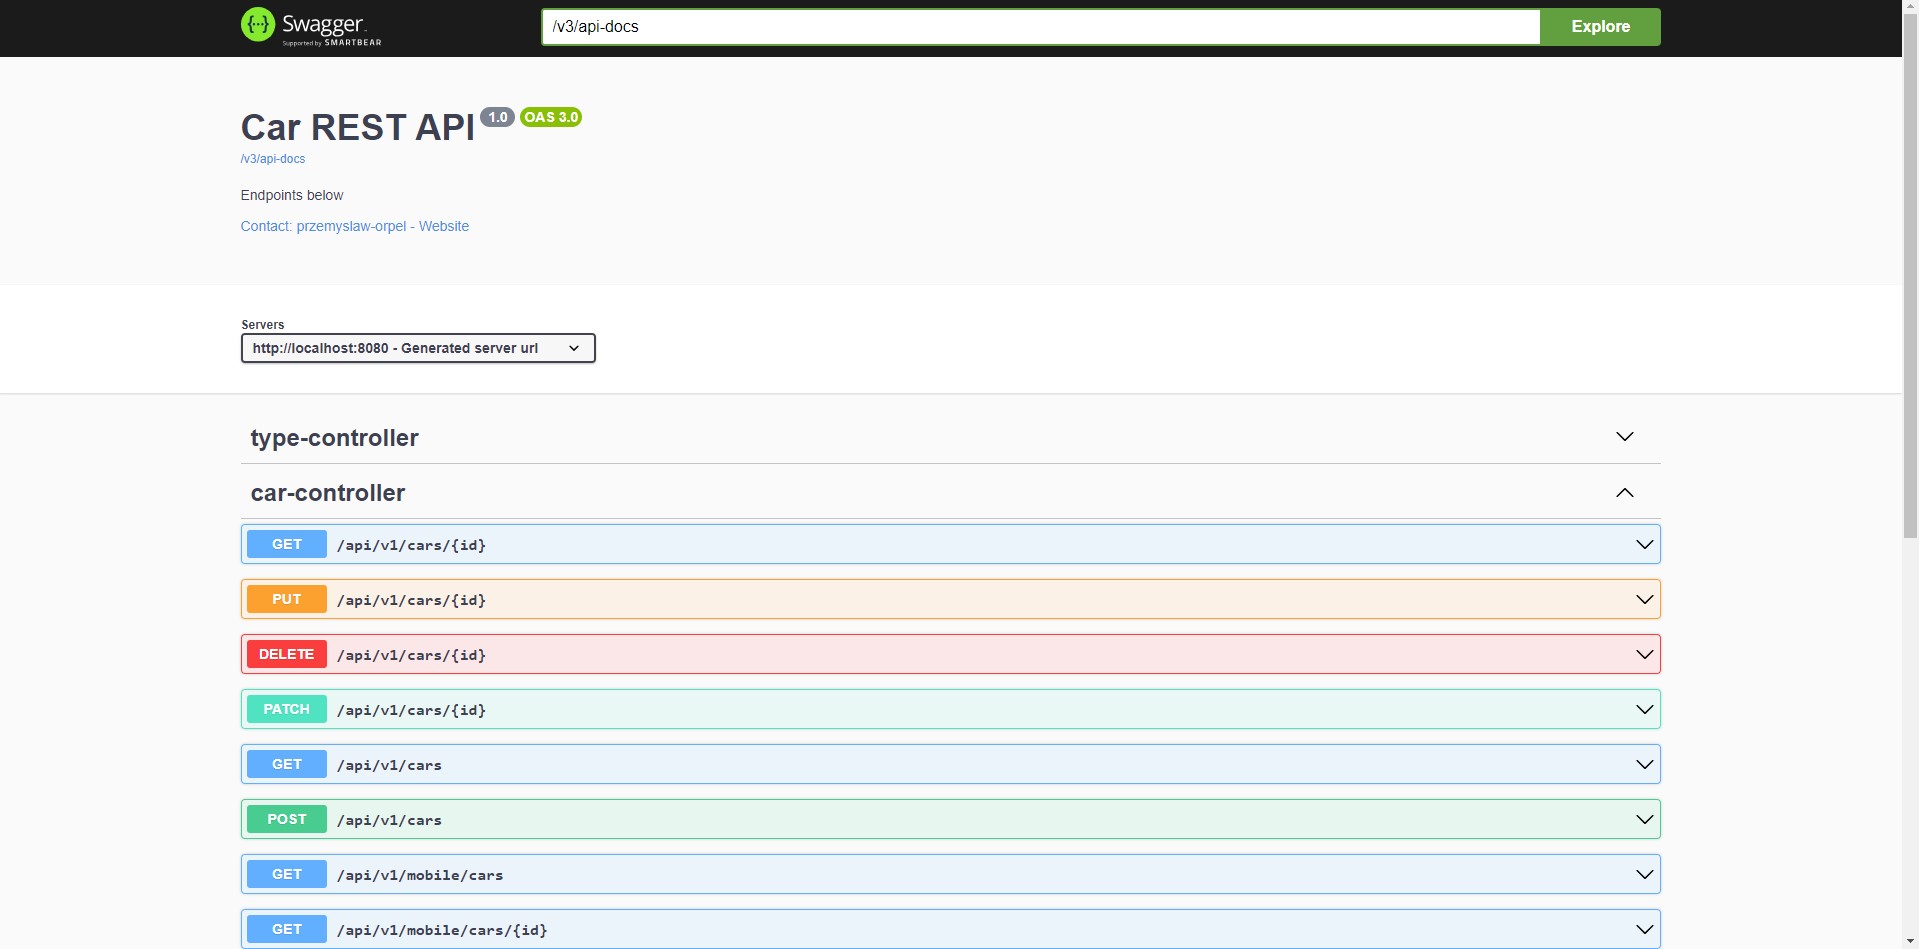 Swagger.
Supported by SMARTBEAR
/v3/api-docs
Explore
Car REST API 1.0 OAS 3.0
/v3/api-docs
Endpoints below
Contact: przemyslaw-orpel - Website
Servers
http://localhost:8080 - Generated server url
type-controller
car-controller
GET /api/v1/cars/{id}
PUT /api/v1/cars/{id}
DELETE /api/v1/cars/{id}
PATCH /api/v1/cars/{id}
GET /api/v1/cars
POST /api/v1/cars
GET /api/v1/mobile/cars
GET /api/v1/mobile/cars/{id}